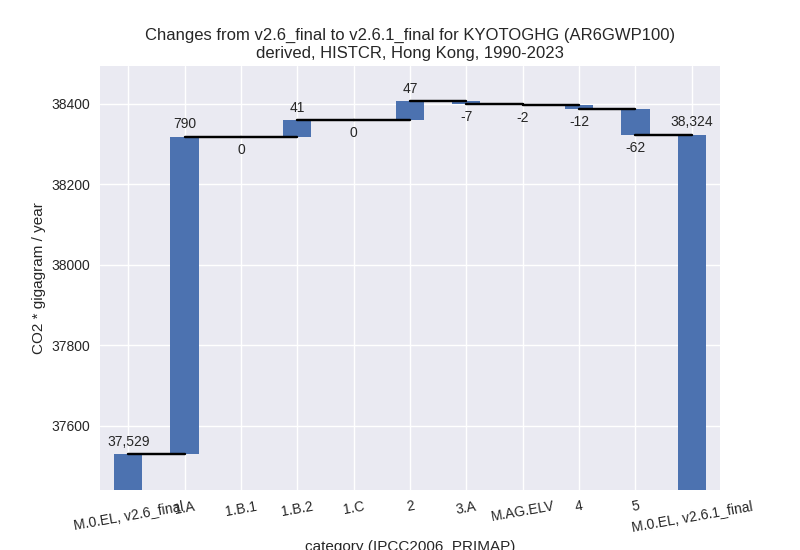 Changes from v2.6_final to v2.6.1_final for KYOTOGHG (AR6GWP100)
derived, HISTCR, Hong Kong, 1990-2023
CO2 * gigagram / year
38400
38200
38000
37800
37600
37,529
790
0
41
0
47
-7
-2
-12
-62
38,324
M.0.EL, v2.6_final
1.A
1.B.1
1.B.2
1.C
2
3.A
M.AG.ELV
4
5
M.0.EL, v2.6.1_final
category (IPCC2006_PRIMAP)